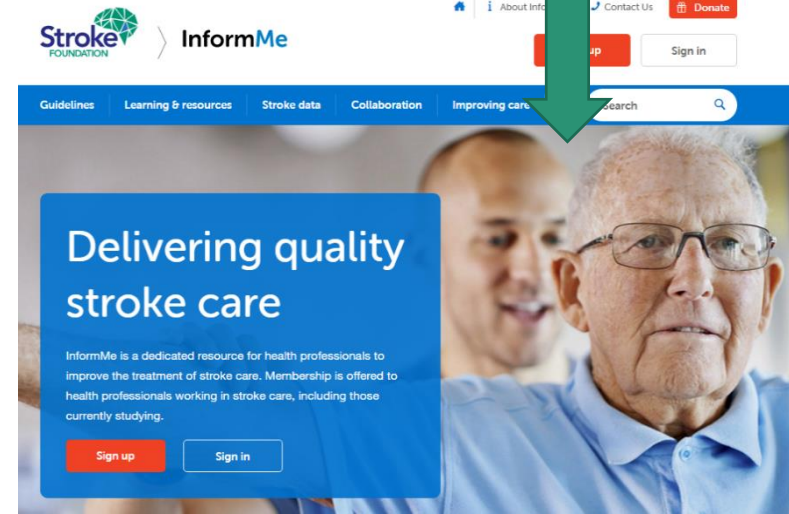 About Info
Contact Us
Donate
Stroke
FOUNDATION
InformMe
up
Sign in
Guidelines
Learning & resources
Stroke data
Collaboration
Improving care
Search
Delivering quality
stroke care
InformMe is a dedicated resource for health professionals to
improve the treatment of stroke care. Membership is offered to
health professionals working in stroke care, including those
currently studying.
Sign up
Sign in